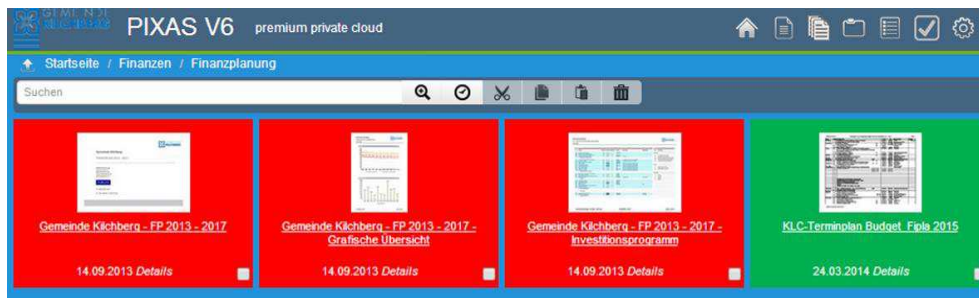 GEMEINDE
KILCHBERG
PIXAS V6 premium private cloud
Startseite / Finanzen / Finanzplanung
Suchen
Gemeinde Kilchberg - FP 2013 - 2017
14.09.2013 Details
Gemeinde Kilchberg - FP 2013 - 2017 -
Grafische Übersicht
14.09.2013 Details
Gemeinde Kilchberg - FP 2013 - 2017 -
Investitionsprogramm
14.09.2013 Details
KLC-Terminplan Budget_Fipla 2015
24.03.2014 Details